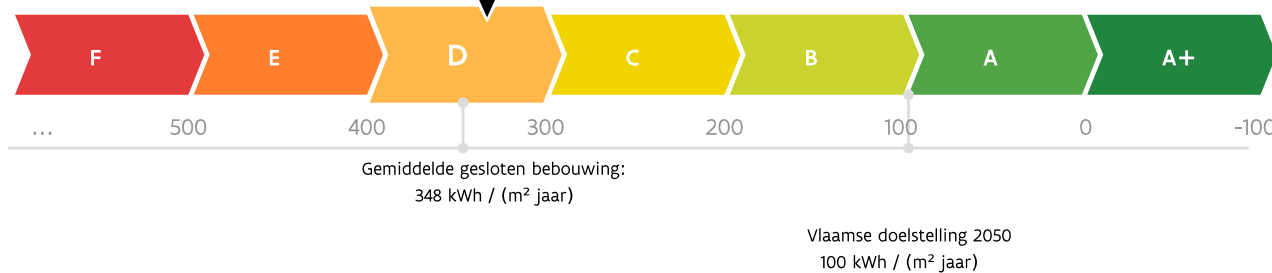 F E D C B A A+
... 500 400 300 200 100 0 -100
Gemiddelde gesloten bebouwing:
348 kWh / (m² jaar)
Vlaamse doelstelling 2050
100 kWh / (m² jaar)